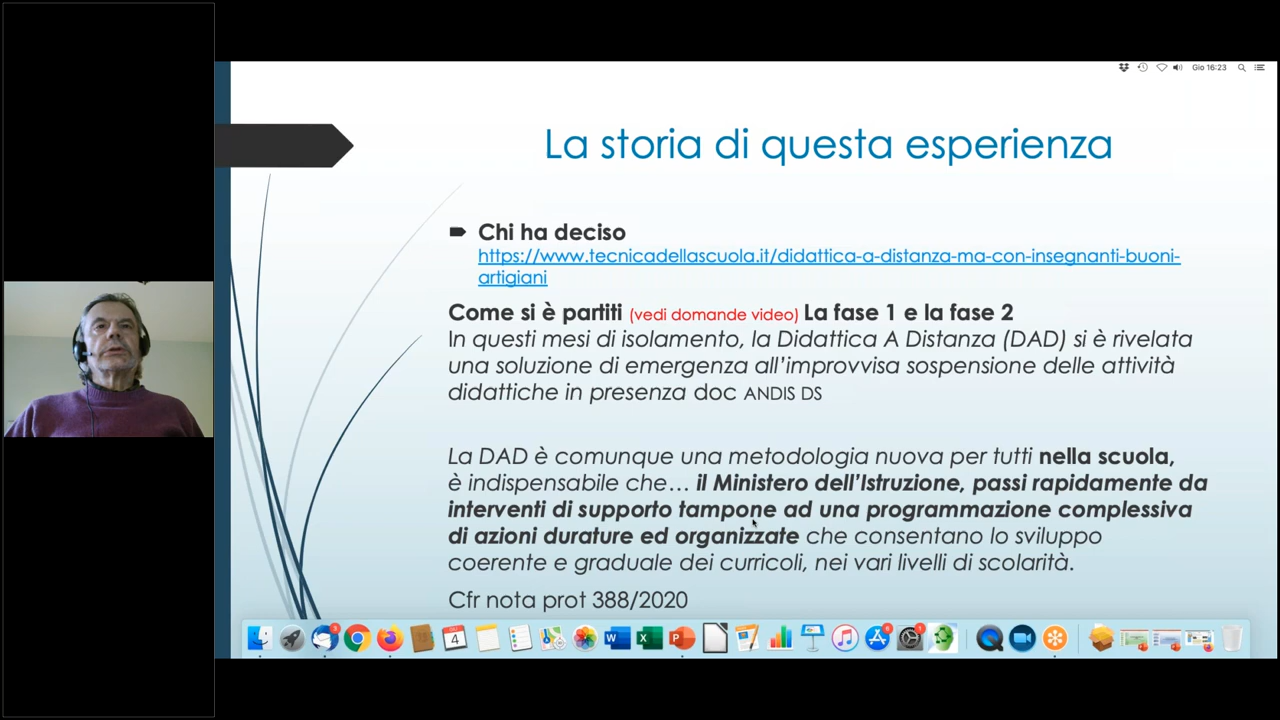 Gio 16:23
La storia di questa esperienza
Chi ha deciso
https://www.tecnicadellascuola.it/didattica-a-distanza-ma-con-insegnanti-buoni-
artigiani
Come si è partiti (vedi domande video) La fase 1 e la fase 2
In questi mesi di isolamento, la Didattica A Distanza (DAD) si è rivelata
una soluzione di emergenza all’improvvisa sospensione delle attività
didattiche in presenza doc ANDIS DS
La DAD è comunque una metodologia nuova per tutti nella scuola,
è indispensabile che… il Ministero dell’Istruzione, passi rapidamente da
interventi di supporto tampone ad una programmazione complessiva
di azioni durature ed organizzate che consentano lo sviluppo
coerente e graduale dei curricoli, nei vari livelli di scolarità.
Cfr nota prot 388/2020